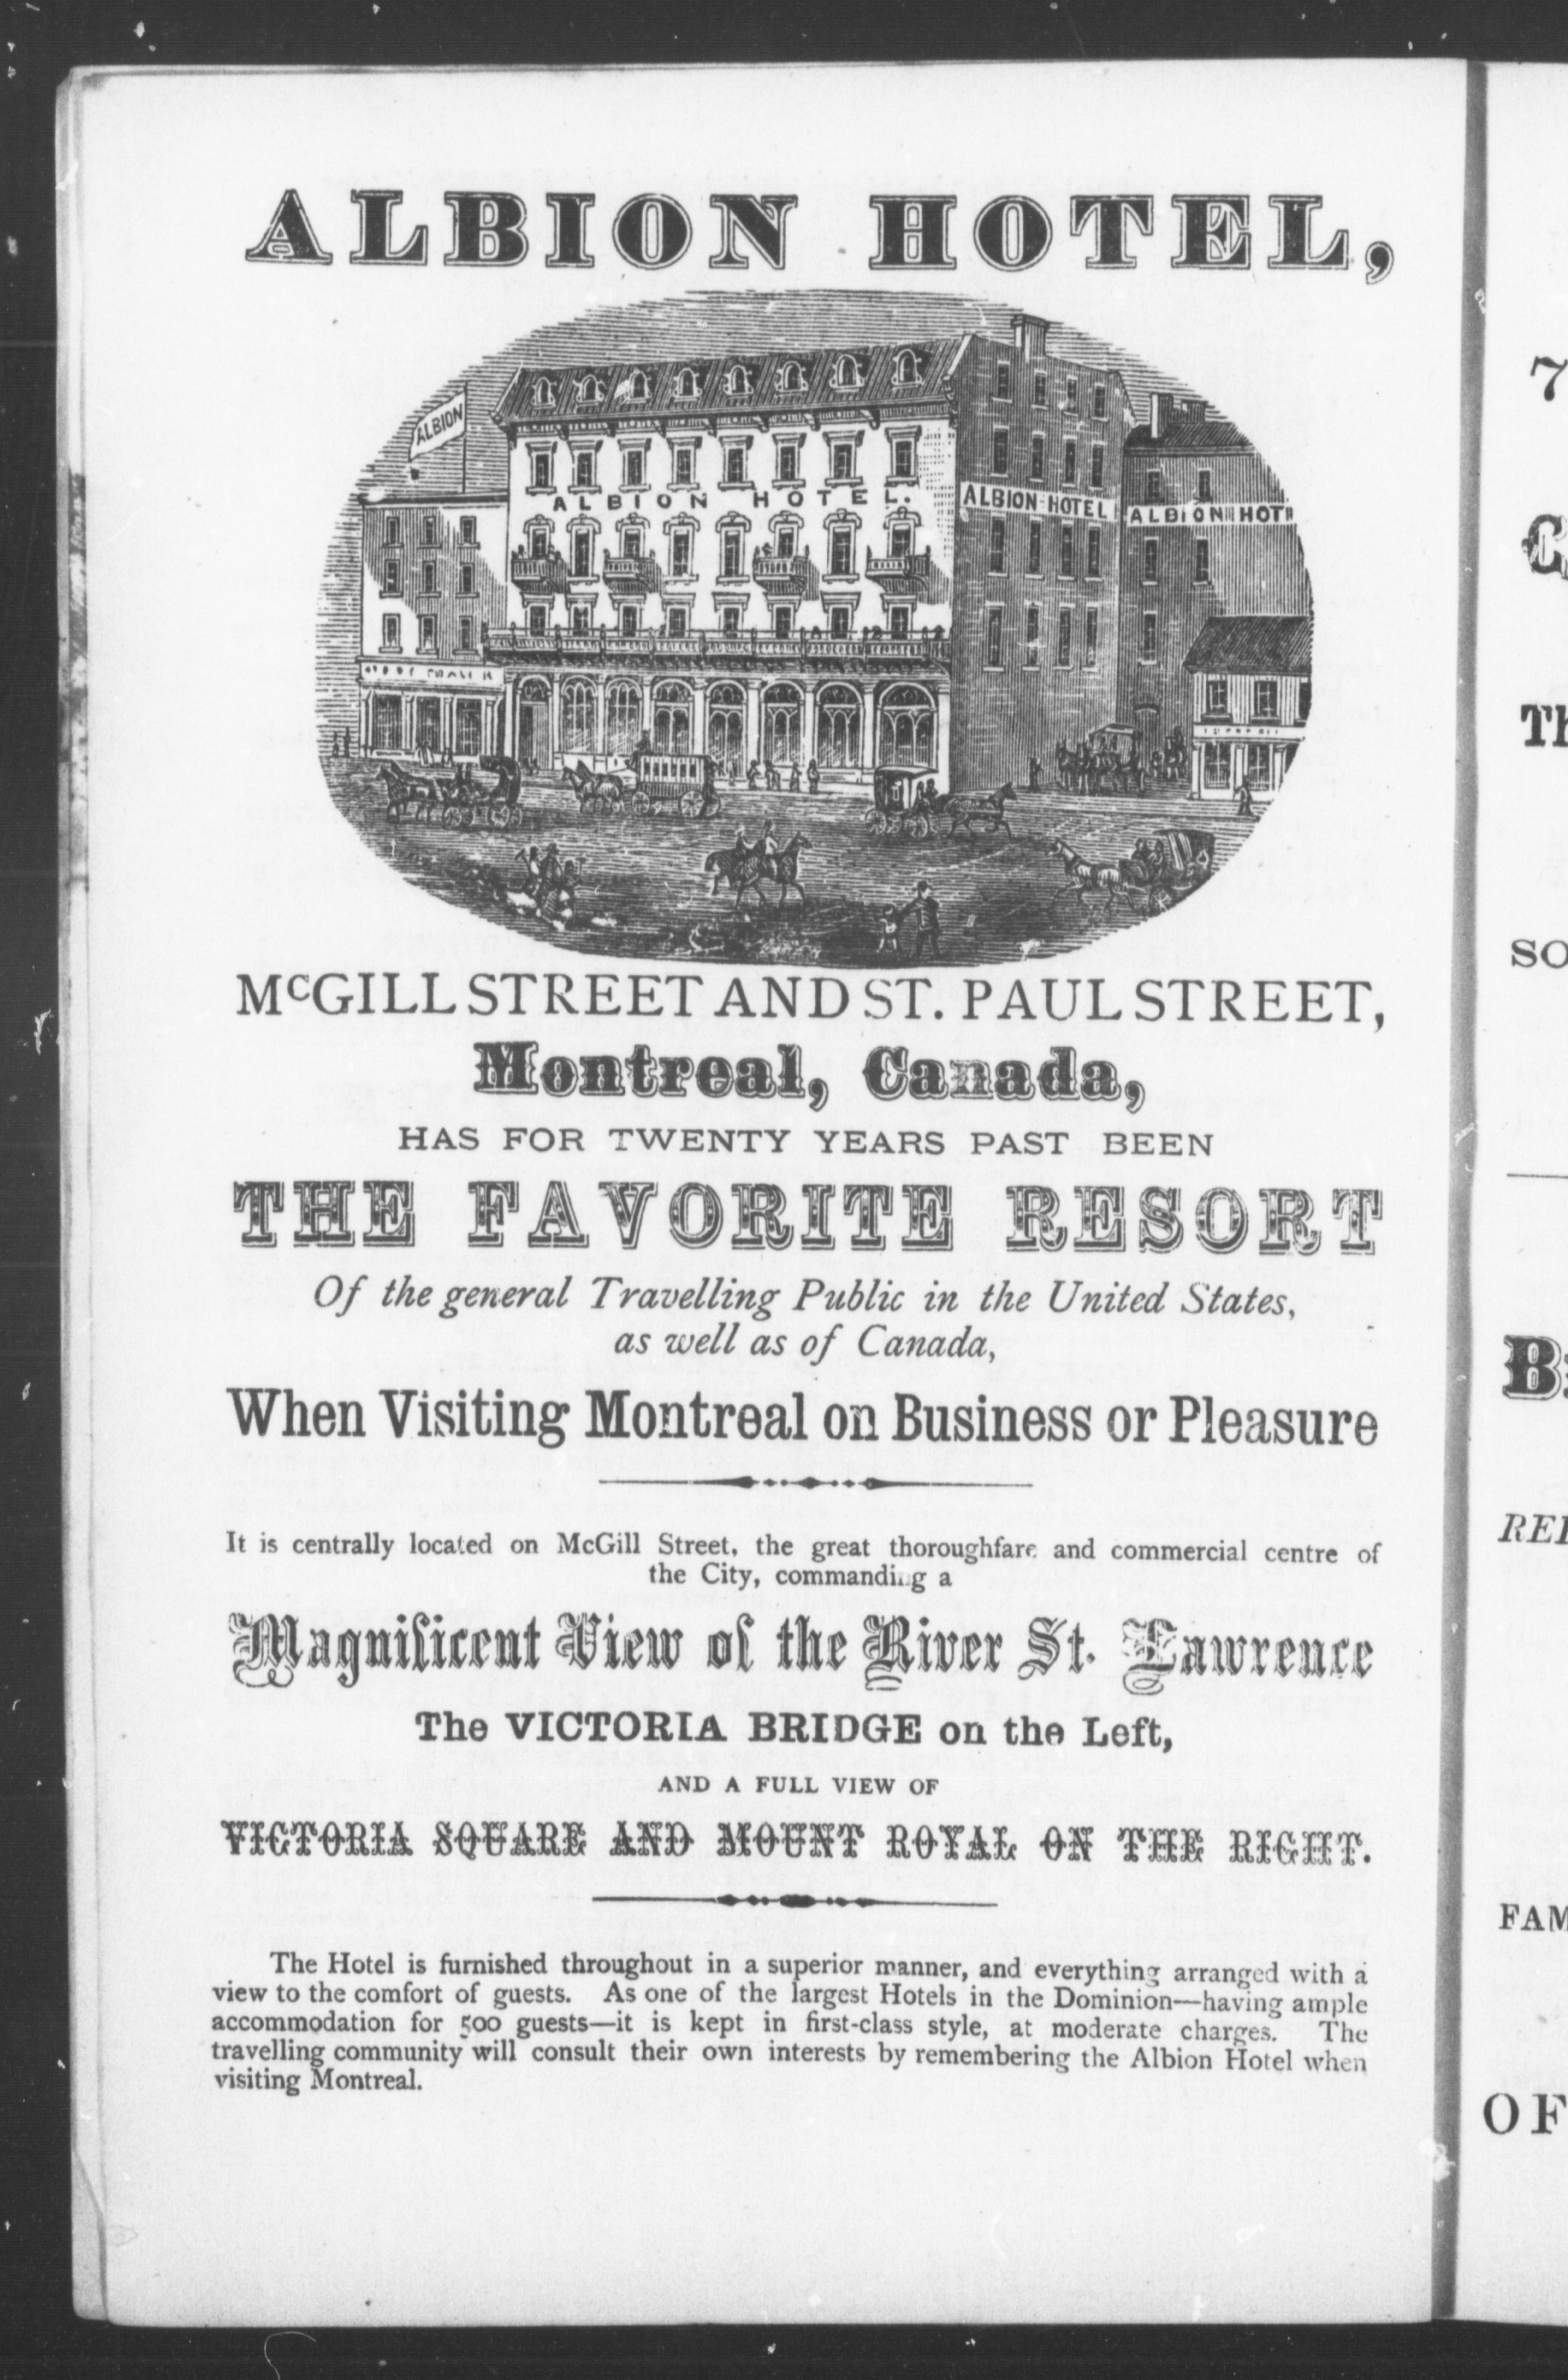 ALBION HOTEL,
ALBION
ALBION HOTEL.
ALBION HOTEL
ALBION HOT
McGILL STREET AND ST. PAUL STREET,
Montreal, Canada,
HAS FOR TWENTY YEARS PAST BEEN
THE FAVORITE RESORT
Of the general Travelling Public in the United States,
as well as of Canada,
When Visiting Montreal on Business or Pleasure
It is centrally located on McGill Street, the great thoroughfare and commercial centre of
the City, commanding a
Magnificent View of the River St. Lawrence
The VICTORIA BRIDGE on the Left,
AND A FULL VIEW OF
VICTORIA SQUARE AND MOUNT ROYAL ON THE RIGHT.
The Hotel is furnished throughout in a superior manner, and everything arranged with a
view to the comfort of guests. As one of the largest Hotels in the Dominion—having ample
accommodation for 500 guests—it is kept in first-class style, at moderate charges. The
travelling community will consult their own interests by remembering the Albion Hotel when
visiting Montreal.
7
Th
SO
B
REI
FAM
OF